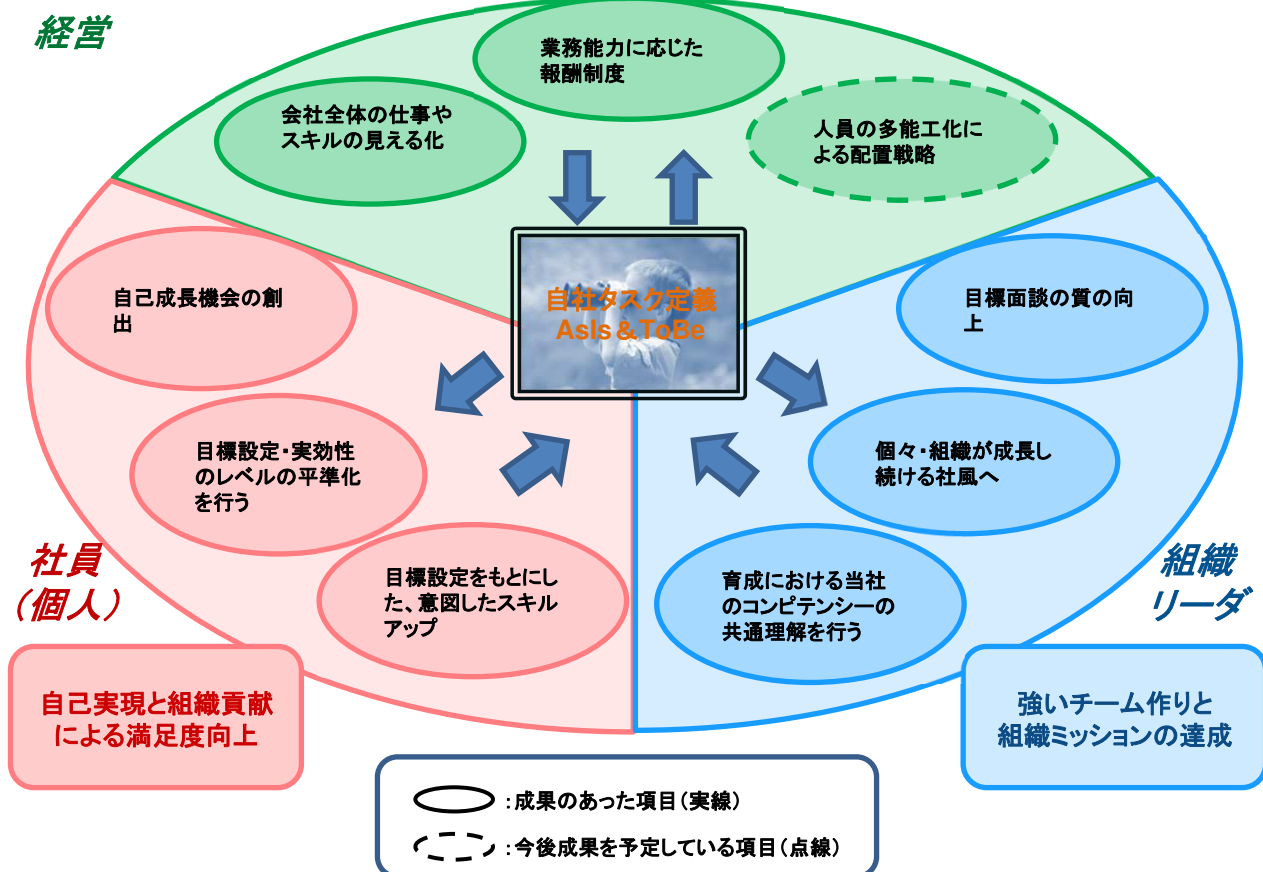 経営
業務能力に応じた
報酬制度
会社全体の仕事や
スキルの見える化
人員の多能工化に
よる配置戦略
自社タスク定義
AsIs＆ToBe
自己成長機会の創
出
目標設定・実効性
のレベルの平準化
を行う
目標設定をもとにし
た、意図したスキル
アップ
目標面談の質の向
上
個々・組織が成長し
続ける社風へ
育成における当社
のコンピテンシーの
共通理解を行う
社員
（個人）
組織
リーダ
自己実現と組織貢献
による満足度向上
強いチーム作りと
組織ミッションの達成
：成果のあった項目（実線）
：今後成果を予定している項目（点線）